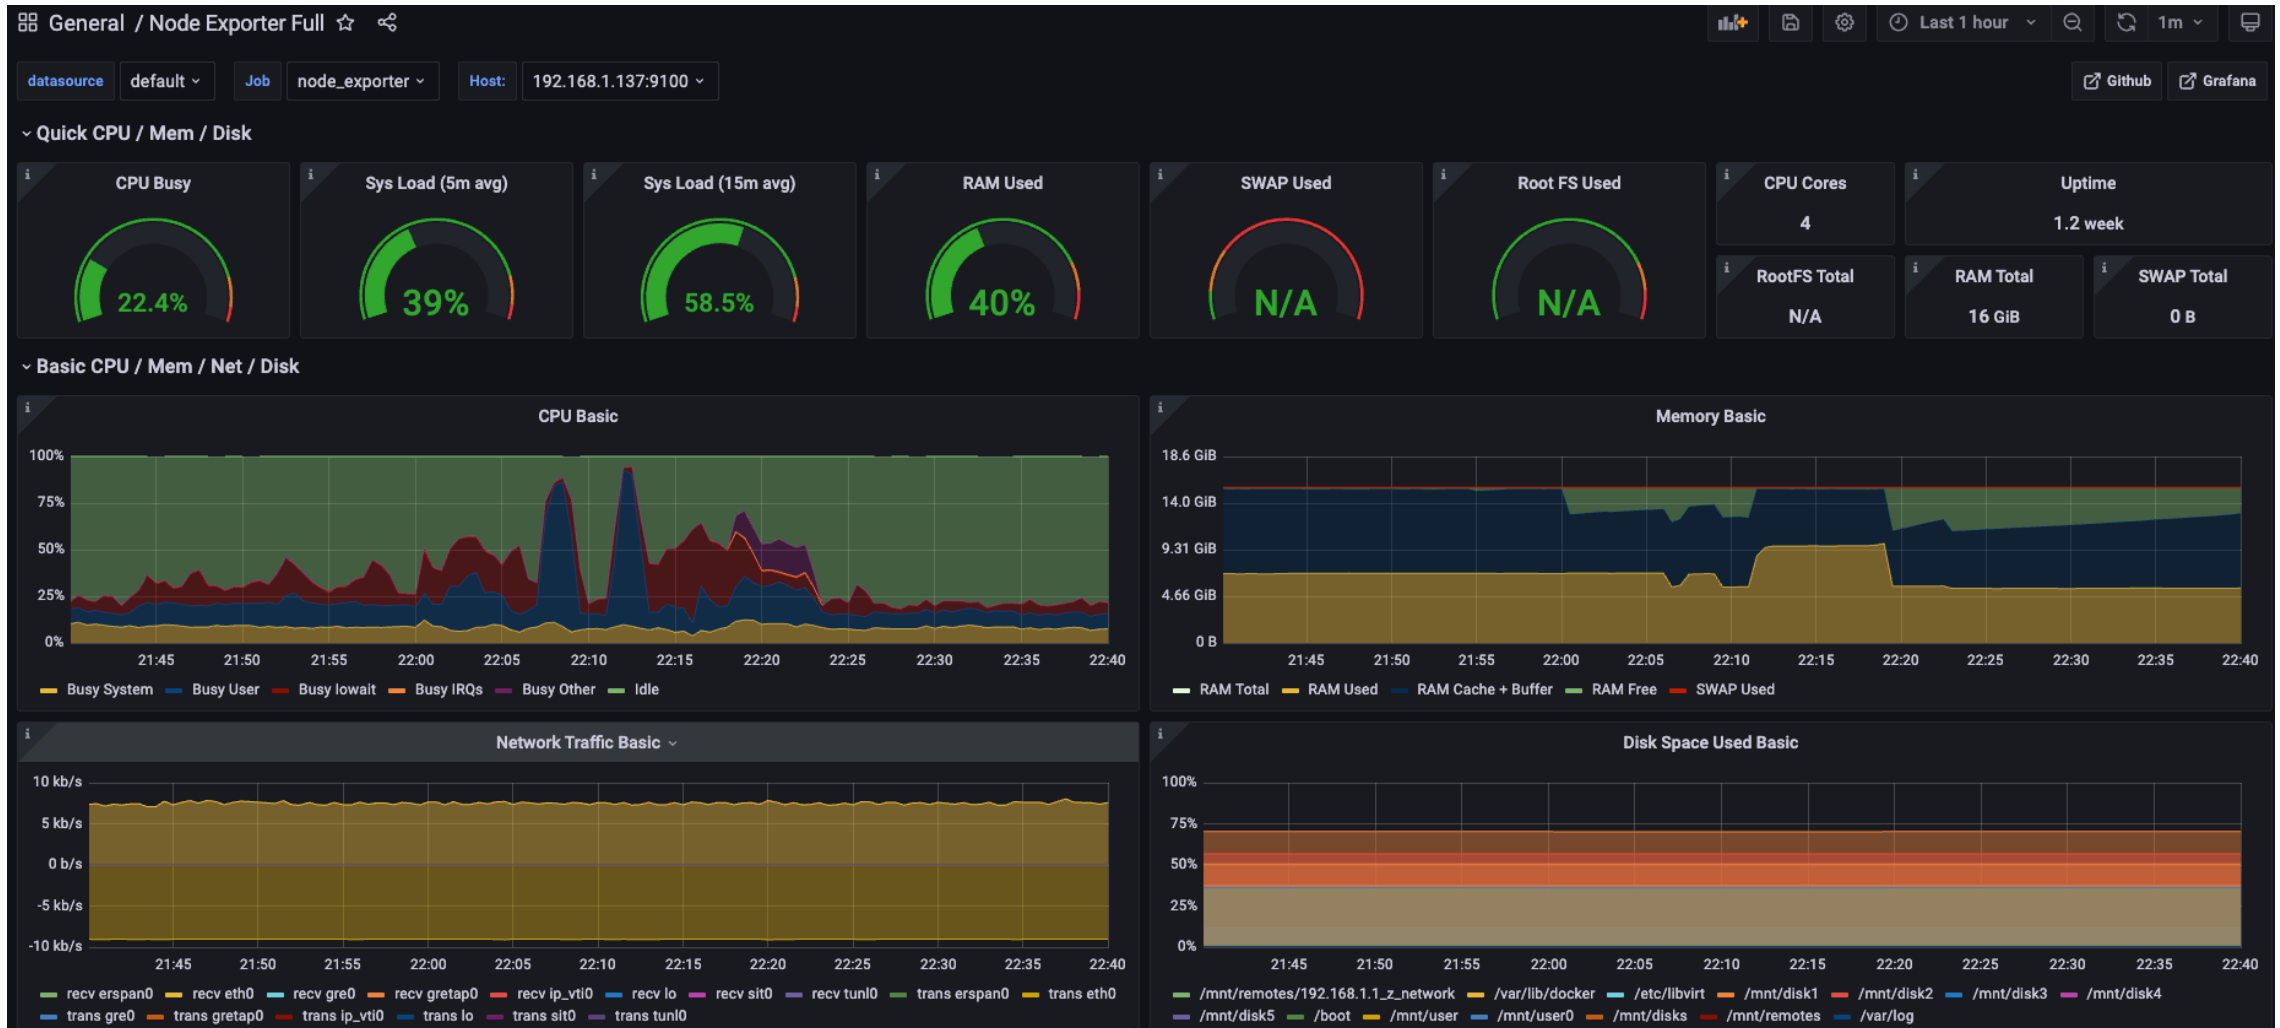 General / Node Exporter Full
Last 1 hour
1m
datasource default Job node_exporter Host: 192.168.1.137:9100
Github Grafana
Quick CPU / Mem / Disk
CPU Busy
22.4%
Sys Load (5m avg)
39%
Sys Load (15m avg)
58.5%
RAM Used
40%
SWAP Used
N/A
Root FS Used
N/A
CPU Cores
4
Uptime
1.2 week
RootFS Total
N/A
RAM Total
16 GiB
SWAP Total
0 B
Basic CPU / Mem / Net / Disk
CPU Basic
100%
75%
50%
25%
0%
21:45 21:50 21:55 22:00 22:05 22:10 22:15 22:20 22:25 22:30 22:35 22:40
Busy System Busy User Busy Iowait Busy IRQs Busy Other Idle
Memory Basic
18.6 GiB
14.0 GiB
9.31 GiB
4.66 GiB
0 B
21:45 21:50 21:55 22:00 22:05 22:10 22:15 22:20 22:25 22:30 22:35 22:40
RAM Total RAM Used RAM Cache + Buffer RAM Free SWAP Used
Network Traffic Basic
10 kb/s
5 kb/s
0 b/s
-5 kb/s
-10 kb/s
21:45 21:50 21:55 22:00 22:05 22:10 22:15 22:20 22:25 22:30 22:35 22:40
recv erspan0 recv eth0 recv gre0 recv gretap0 recv ip_vti0 recv lo recv sit0 recv tunl0 trans erspan0 trans eth0
trans gre0 trans gretap0 trans ip_vti0 trans lo trans sit0 trans tunl0
Disk Space Used Basic
100%
75%
50%
25%
0%
21:45 21:50 21:55 22:00 22:05 22:10 22:15 22:20 22:25 22:30 22:35 22:40
/mnt/remotes/192.168.1.1_z_network /var/lib/docker /etc/libvirt /mnt/disk1 /mnt/disk2 /mnt/disk3 /mnt/disk4
/mnt/disk5 /boot /mnt/user /mnt/user0 /mnt/disks /mnt/remotes /var/log